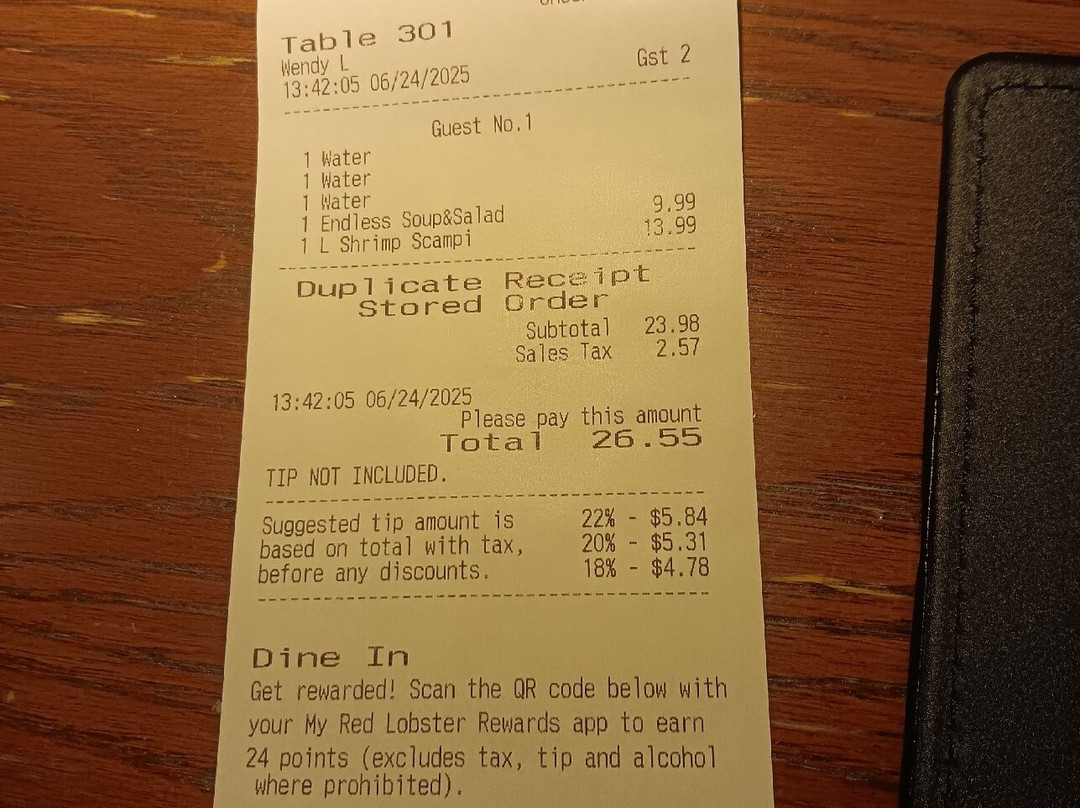 Table 301
Wendy L
Gst 2
13:42:05 06/24/2025
Guest No.1
1 Water
1 Water
1 Water
1 Endless Soup&Salad 9.99
1 L Shrimp Scampi 13.99
Duplicate Receipt
Stored Order
Subtotal 23.98
Sales Tax 2.57
13:42:05 06/24/2025
Please pay this amount
Total 26.55
TIP NOT INCLUDED.
Suggested tip amount is 22% - $5.84
based on total with tax, 20% - $5.31
before any discounts. 18% - $4.78
Dine In
Get rewarded! Scan the QR code below with
your My Red Lobster Rewards app to earn
24 points (excludes tax, tip and alcohol
where prohibited).